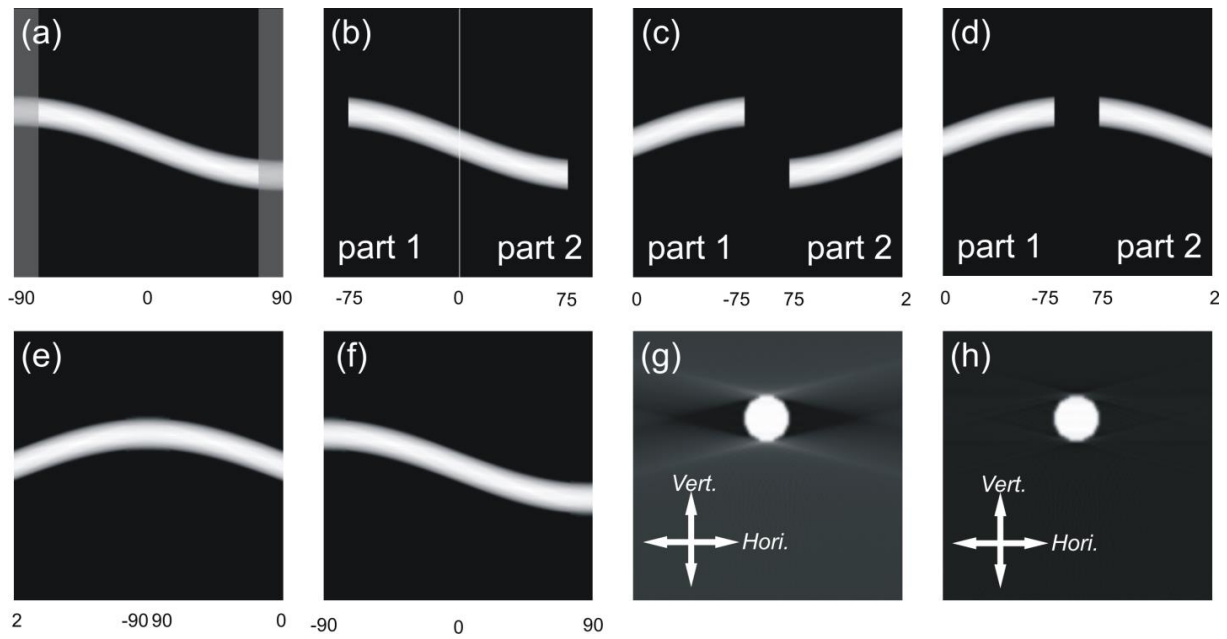 (a) (b) (c) (d)
part 1 part 2 part 1 part 2 part 1 part 2
-90 0 90 -75 0 75 0 -75 75 2 0 -75 75 2
(e) (f) (g) (h)
Vert. Vert.
Hori. Hori.
2 -90 90 0 -90 0 90